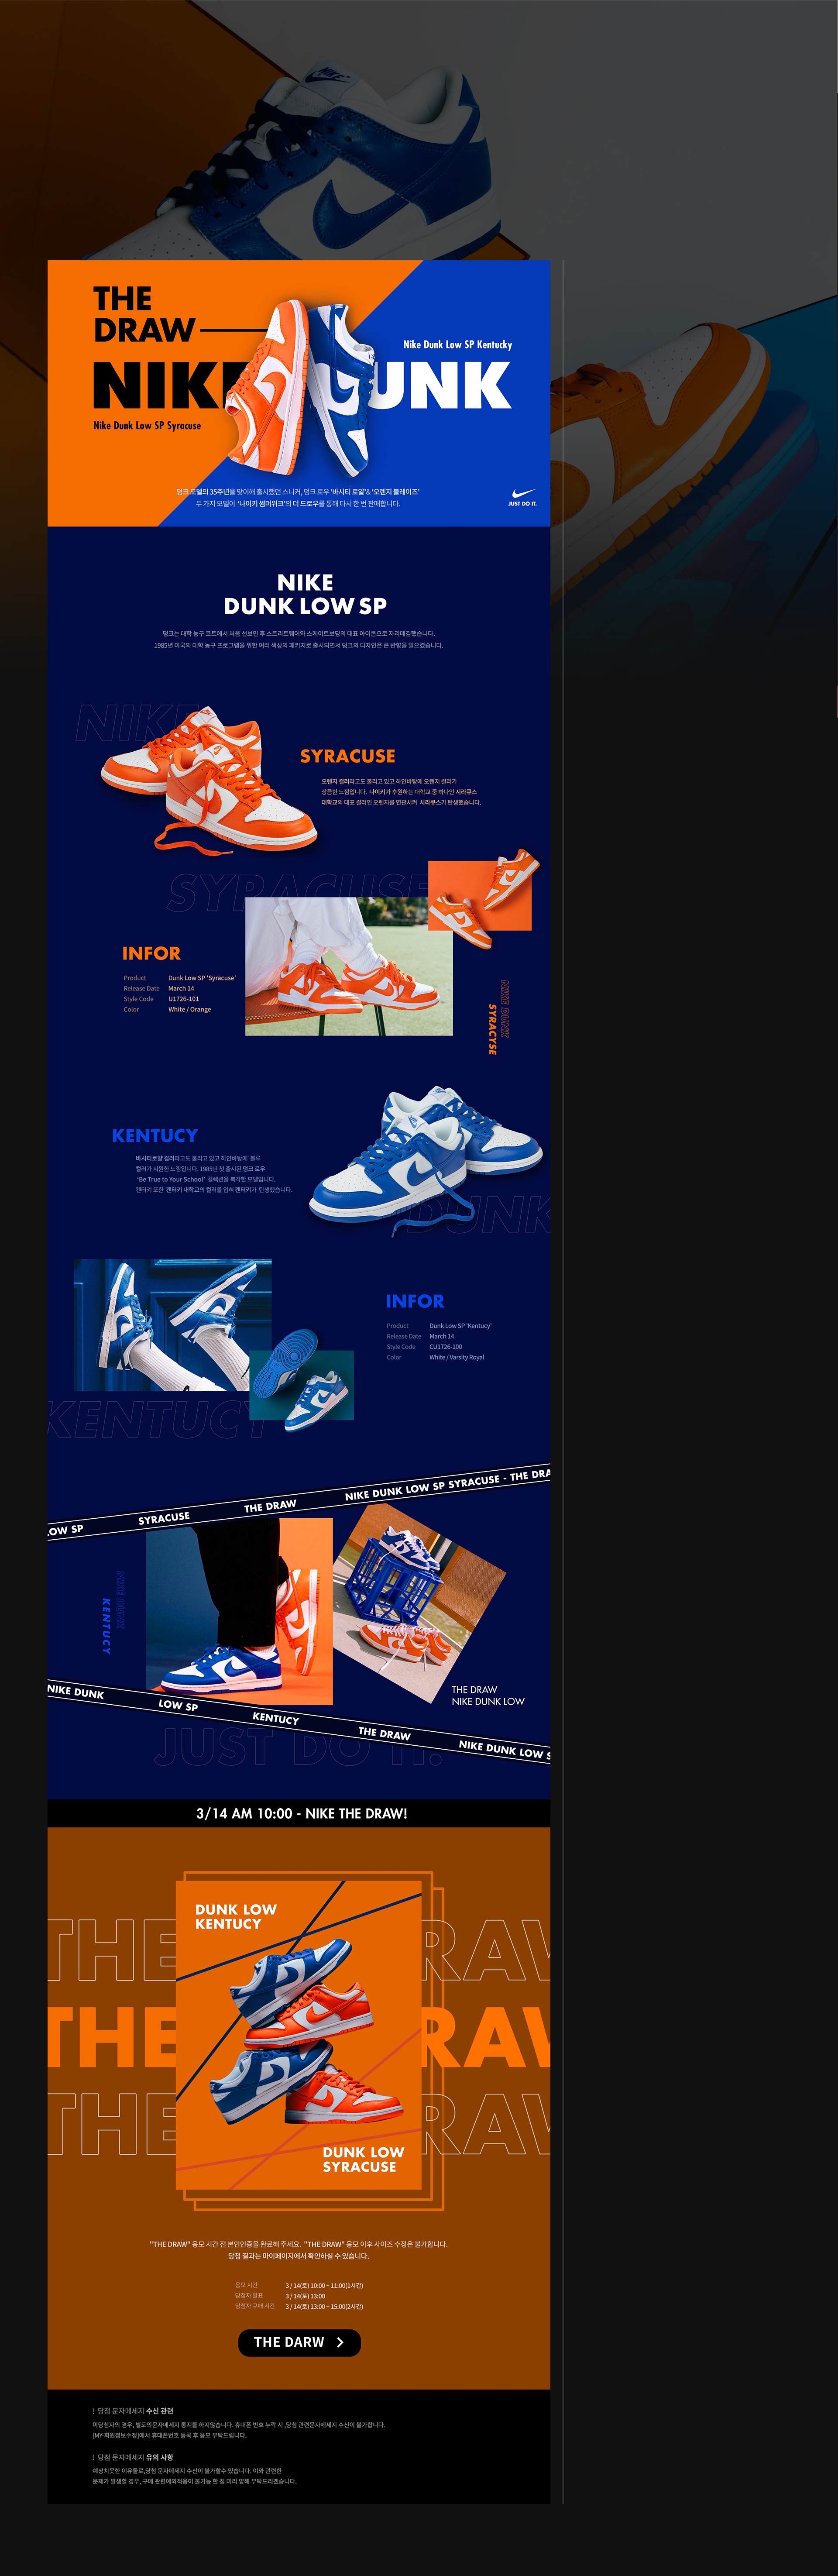 THE
DRAW
NIKE DUNK
Nike Dunk Low SP Kentucky
Nike Dunk Low SP Syracuse
덩크 모델의 35주년을 맞이해 출시했던 스니커, 덩크 로우 '바시티 로얄'& '오렌지 블레이즈'
두 가지 모델이 '나이키 썸머위크'의 더 드로우를 통해 다시 한 번 판매합니다.
JUST DO IT.
NIKE
DUNK LOW SP
덩크는 대학 농구 코트에서 처음 선보인 후 스트리트웨어와 스케이트보딩의 대표 아이콘으로 자리매김했습니다.
1985년 미국의 대학 농구 프로그램을 위한 여러 색상의 패키지로 출시되면서 덩크의 디자인은 큰 반향을 일으켰습니다.
NIKE
SYRACUSE
오렌지 컬러라고도 불리고 있고 하얀바탕에 오렌지 컬러가
상큼한 느낌입니다. 나이키가 후원하는 대학교 중 하나인 시라큐스
대학교의 대표 컬러인 오렌지를 연관시켜 시라큐스가 탄생했습니다.
SYRACUSE
INFOR
Product Dunk Low SP 'Syracuse'
Release Date March 14
Style Code U1726-101
Color White / Orange
NIKE DUNK
SYRACYSE
KENTUCY
바시티로얄 컬러라고도 불리고 있고 하얀바탕에 블루
컬러가 시원한 느낌입니다. 1985년 첫 출시된 덩크 로우
'Be True to Your School' 컬렉션을 복각한 모델입니다.
켄터키 또한 켄터키 대학교의 컬러를 입혀 켄터키가 탄생했습니다.
DUNK
INFOR
Product Dunk Low SP 'Kentucy'
Release Date March 14
Style Code CU1726-100
Color White / Varsity Royal
KENTUCY
LOW SP SYRACUSE THE DRAW NIKE DUNK LOW SP SYRACUSE - THE DRA
NIKE DUNK
KENTUCY
THE DRAW
NIKE DUNK LOW
NIKE DUNK LOW SP KENTUCY THE DRAW NIKE DUNK LOW S
JUST DO IT.
3/14 AM 10:00 - NIKE THE DRAW!
DUNK LOW
KENTUCY
THE DRAW
THE DRAW
THE DRAW
DUNK LOW
SYRACUSE
"THE DRAW" 응모 시간 전 본인인증을 완료해 주세요. "THE DRAW" 응모 이후 사이즈 수정은 불가합니다.
당첨 결과는 마이페이지에서 확인하실 수 있습니다.
응모 시간 3 / 14(토) 10:00 ~ 11:00(1시간)
당첨자 발표 3 / 14(토) 13:00
당첨자 구매 시간 3 / 14(토) 13:00 ~ 15:00(2시간)
THE DARW
! 당첨 문자메세지 수신 관련
미당첨자의 경우, 별도의문자메세지 통지를 하지않습니다. 휴대폰 번호 누락 시 ,당첨 관련문자메세지 수신이 불가합니다.
[MY-회원정보수정]에서 휴대폰번호 등록 후 응모 부탁드립니다.
! 당첨 문자메세지 유의 사항
예상치못한 이유들로,당첨 문자메세지 수신이 불가할수 있습니다. 이와 관련한
문제가 발생할 경우, 구매 관련예외적용이 불가능 한 점 미리 양해 부탁드리겠습니다.